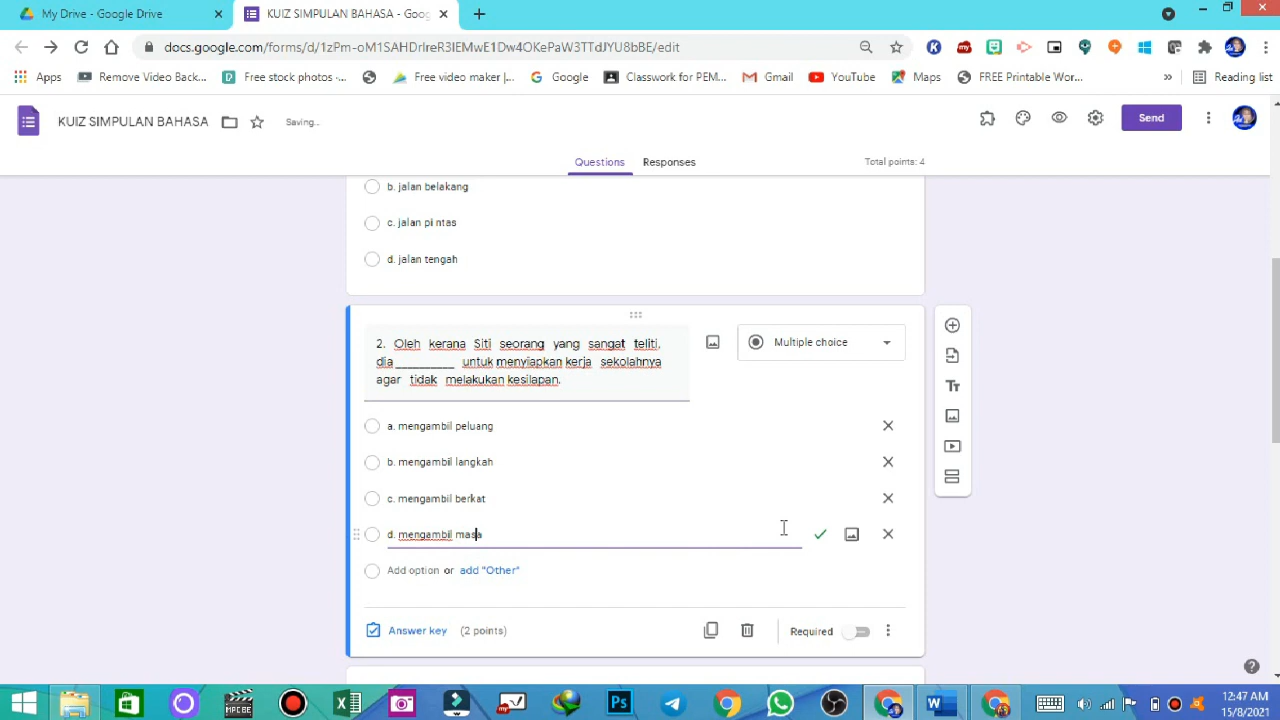 My Drive - Google Drive
KUIZ SIMPULAN BAHASA - Goog
docs.google.com/forms/d/1zPm-oM1SAHDrIreR3IEMwE1Dw4OKePaW3TTdJYU8bBE/edit
Apps
Remove Video Back...
Free stock photos -...
Free video maker |...
Google
Classwork for PEM...
Gmail
YouTube
Maps
FREE Printable Wor...
»
Reading list
KUIZ SIMPULAN BAHASA
Saving..
Send
Questions
Responses
Total points: 4
b. jalan belakang
c. jalan pintas
d. jalan tengah
2. Oleh kerana Siti seorang yang sangat teliti,
dia __________ untuk menyiapkan kerja sekolahnya
agar tidak melakukan kesilapan.
Multiple choice
a. mengambil peluang
b. mengambil langkah
c. mengambil berkat
d. mengambil masa
Add option or add "Other"
Answer key (2 points)
Required
Tt
Ps
12:47 AM
15/8/2021